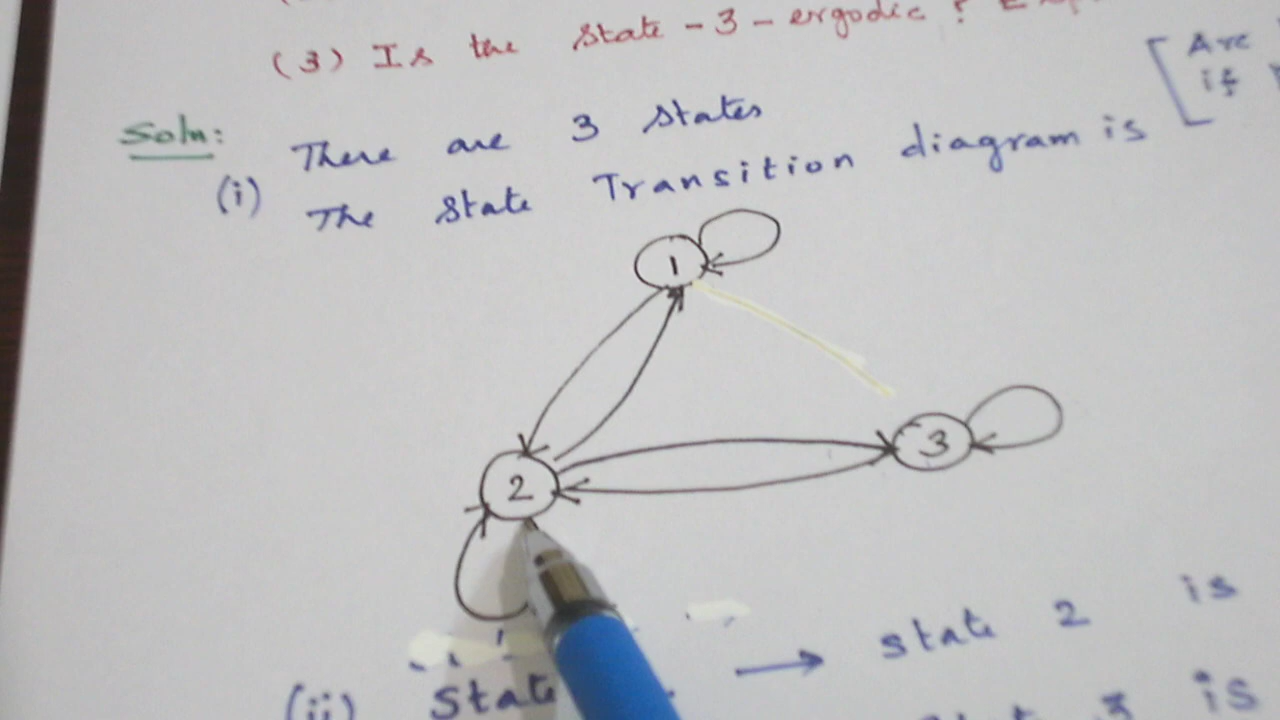 (3) Is the state - 3 - ergodic ?
Soln:
(i) There are 3 states
The state Transition diagram is
[ Are
if
1
2
3
(ii) State → state 2 is
3 is